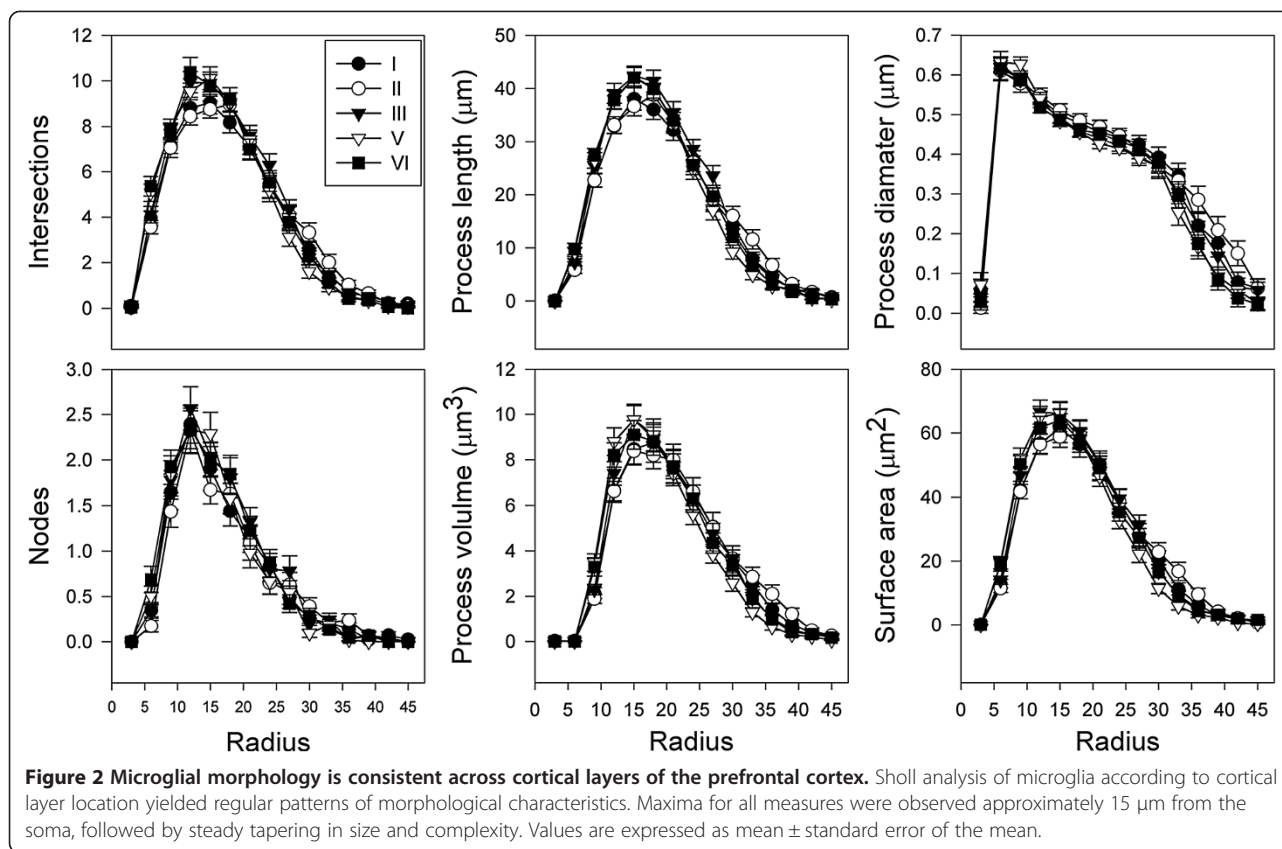 Intersections
12
10
8
6
4
2
0
I
II
III
V
VI
Process length (µm)
50
40
30
20
10
0
Process diamater (µm)
0.7
0.6
0.5
0.4
0.3
0.2
0.1
0.0
Nodes
3.0
2.5
2.0
1.5
1.0
0.5
0.0
0 5 10 15 20 25 30 35 40 45
Radius
Process volulme (µm³)
12
10
8
6
4
2
0
0 5 10 15 20 25 30 35 40 45
Radius
Surface area (µm²)
80
60
40
20
0
0 5 10 15 20 25 30 35 40 45
Radius
Figure 2 Microglial morphology is consistent across cortical layers of the prefrontal cortex. Sholl analysis of microglia according to cortical
layer location yielded regular patterns of morphological characteristics. Maxima for all measures were observed approximately 15 µm from the
soma, followed by steady tapering in size and complexity. Values are expressed as mean ± standard error of the mean.